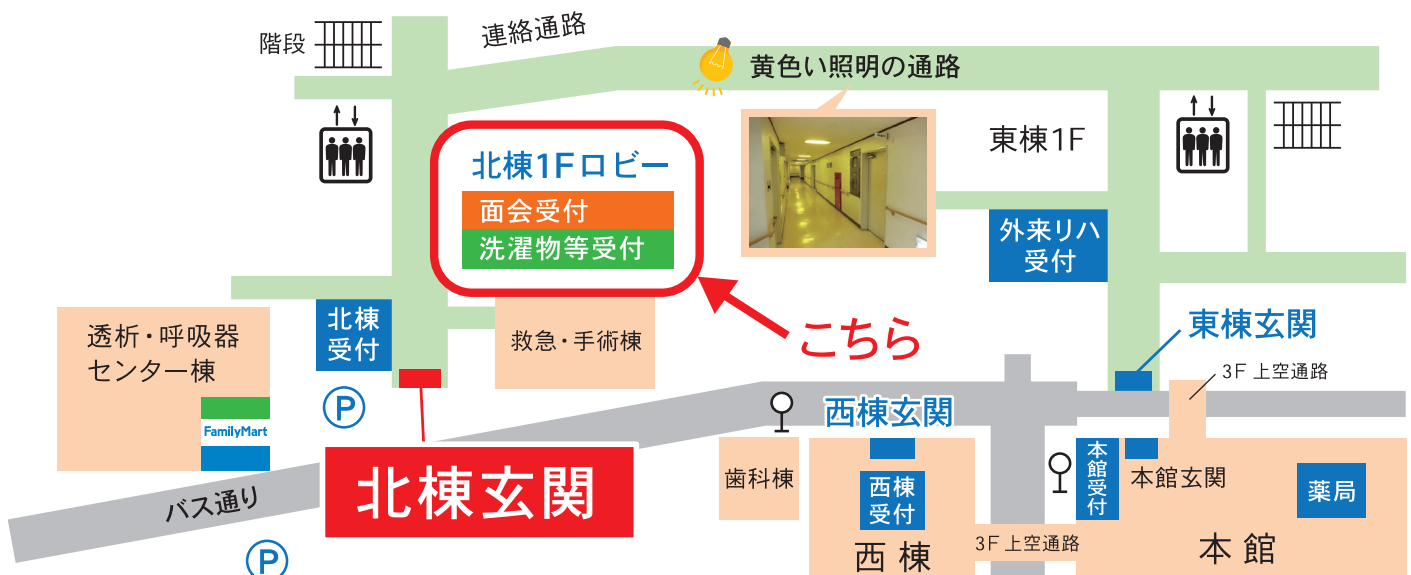 階段
連絡通路
黄色い照明の通路
東棟1F
北棟1Fロビー
面会受付
洗濯物等受付
外来リハ
受付
透析・呼吸器
センター棟
FamilyMart
北棟
受付
救急・手術棟
こちら
東棟玄関
3F 上空通路
P
西棟玄関
北棟玄関
バス通り
歯科棟
西棟
受付
西棟
本館受付
本館玄関
薬局
3F 上空通路
本館
P